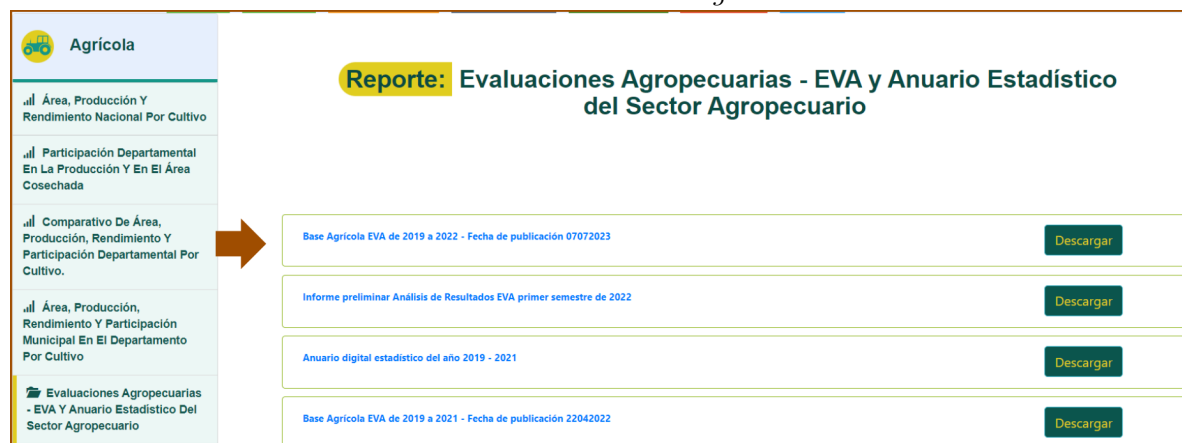 Agrícola
Área, Producción Y
Rendimiento Nacional Por Cultivo
Participación Departamental
En La Producción Y En El Área
Cosechada
Comparativo De Área,
Producción, Rendimiento Y
Participación Departamental Por
Cultivo.
Área, Producción,
Rendimiento Y Participación
Municipal En El Departamento
Por Cultivo
Evaluaciones Agropecuarias
- EVA Y Anuario Estadístico Del
Sector Agropecuario
Reporte: Evaluaciones Agropecuarias - EVA y Anuario Estadístico
del Sector Agropecuario
Base Agrícola EVA de 2019 a 2022 - Fecha de publicación 07072023
Descargar
Informe preliminar Análisis de Resultados EVA primer semestre de 2022
Descargar
Anuario digital estadístico del año 2019 - 2021
Descargar
Base Agrícola EVA de 2019 a 2021 - Fecha de publicación 22042022
Descargar